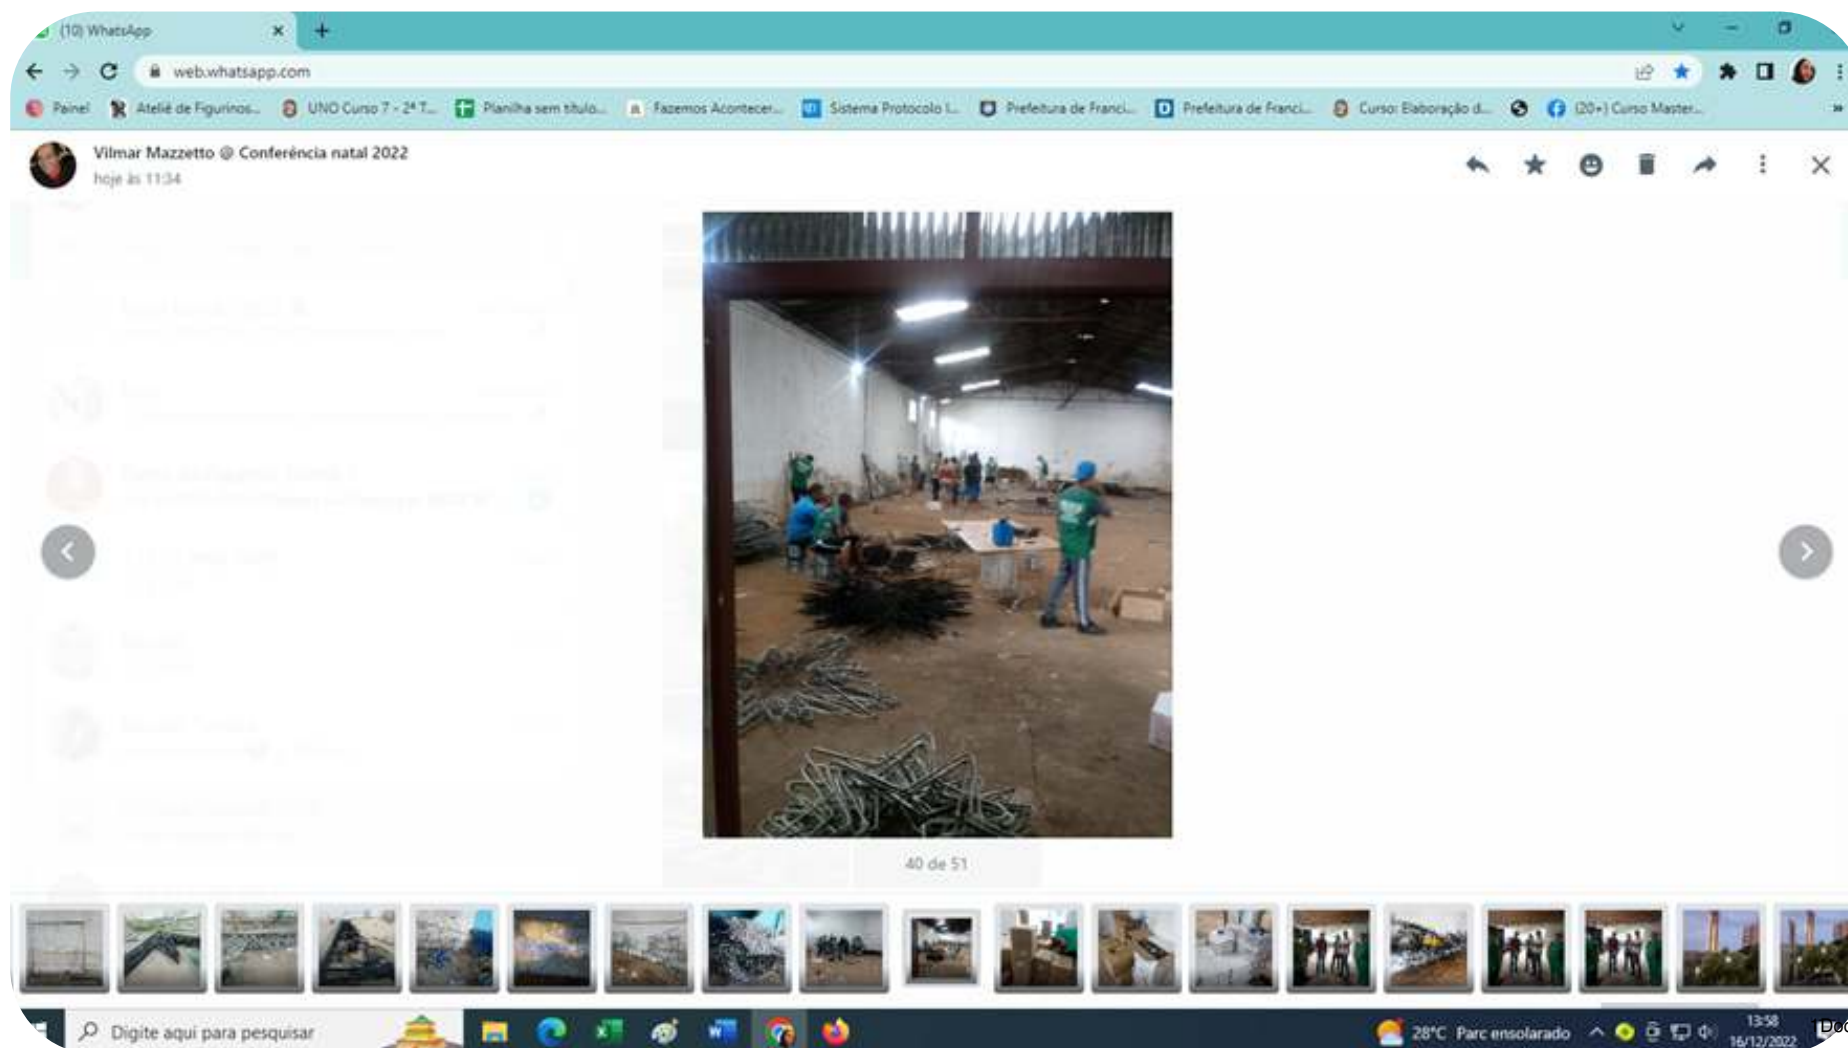 (10) WhatsApp
web.whatsapp.com
Painel
Ateliê de Figurinos...
UNO Curso 7 - 2ª T...
Planilha sem título...
Fazemos Acontecer...
Sistema Protocolo I...
Prefeitura de Franci...
Prefeitura de Franci...
Curso: Elaboração d...
(20+) Curso Master...
Vilmar Mazzetto @ Conferência natal 2022
hoje às 11:34
40 de 51
Digite aqui para pesquisar
28°C Parc ensolarado
13:58
16/12/2022